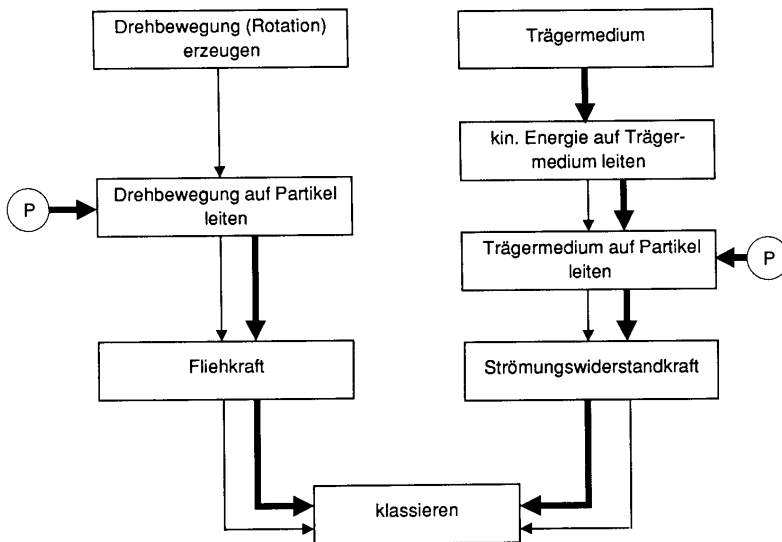 Drehbewegung (Rotation)
erzeugen
Trägermedium
kin. Energie auf Träger-
medium leiten
Drehbewegung auf Partikel
leiten
P
Trägermedium auf Partikel
leiten
P
Fliehkraft
Strömungswiderstandkraft
klassieren